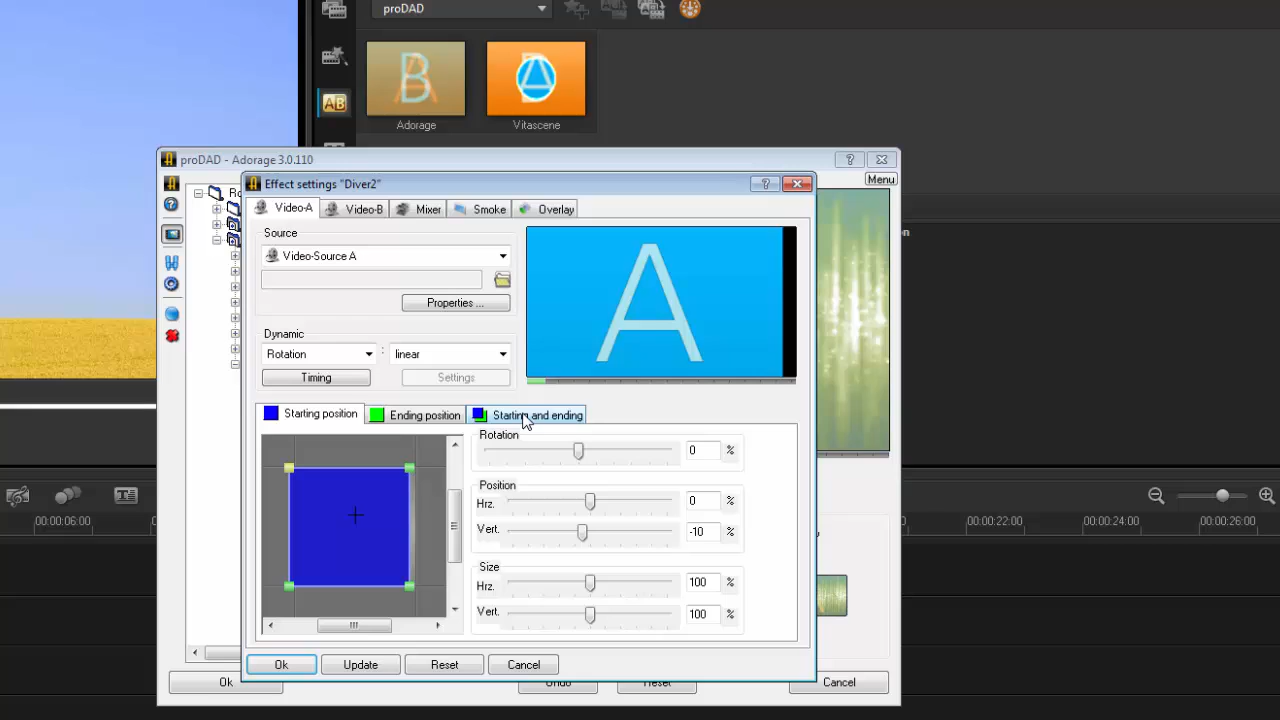 proDAD
B
Adorage
Vitascene
AB
proDAD - Adorage 3.0.110
?
Menu
Effect settings "Diver2"
?
Video-A
Video-B
Mixer
Smoke
Overlay
Source
Video-Source A
Properties ...
A
Dynamic
Rotation
:
linear
Timing
Settings
Starting position
Ending position
Starting and ending
Rotation
0
%
Position
Hrz.
0
%
Vert.
-10
%
Size
Hrz.
100
%
Vert.
100
%
Ok
Update
Reset
Cancel
Ok
Undo
Reset
Cancel
00:00:06:00
00:00:22:00
00:00:24:00
00:00:26:00